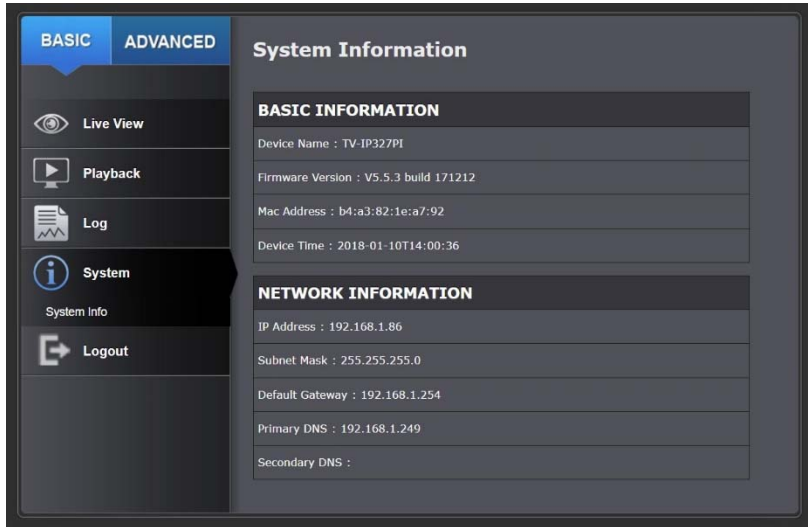 BASIC
ADVANCED
Live View
Playback
Log
System
System Info
Logout
System Information
BASIC INFORMATION
Device Name : TV-IP327PI
Firmware Version : V5.5.3 build 171212
Mac Address : b4:a3:82:1e:a7:92
Device Time : 2018-01-10T14:00:36
NETWORK INFORMATION
IP Address : 192.168.1.86
Subnet Mask : 255.255.255.0
Default Gateway : 192.168.1.254
Primary DNS : 192.168.1.249
Secondary DNS :